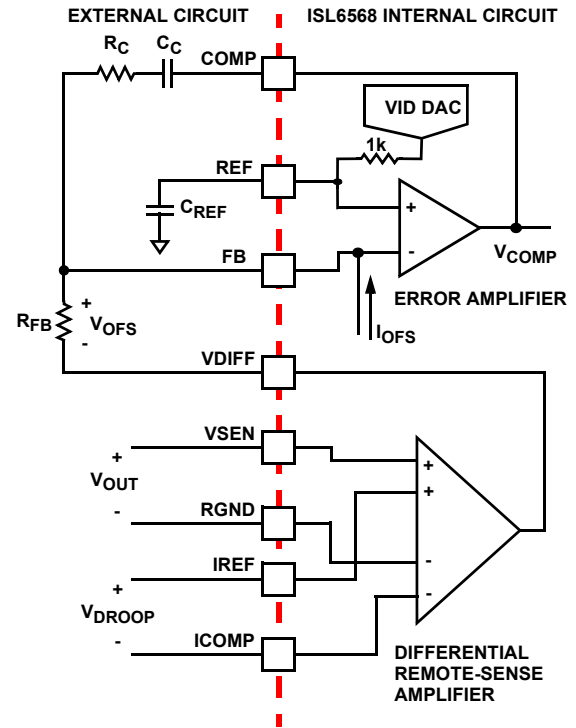 EXTERNAL CIRCUIT
ISL6568 INTERNAL CIRCUIT
RC
CC
COMP
VID DAC
1k
REF
CREF
+
-
VCOMP
FB
ERROR AMPLIFIER
IOFS
RFB
+
VOFS
-
VDIFF
VSEN
+
VOUT
-
+
+
RGND
-
IREF
+
VDROOP
-
-
ICOMP
DIFFERENTIAL
REMOTE-SENSE
AMPLIFIER